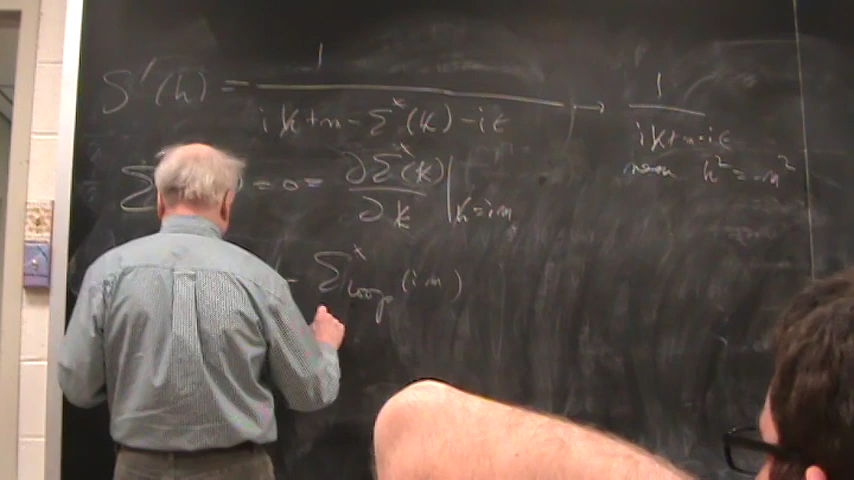 S'(k) = 1 / (i k̸ + m - Σ*(k̸) - iε) → 1 / (i k̸ + m - iε)
near k² = -m²
Σ = 0 = ∂Σ*(k̸) / ∂k̸ | k̸ = im
- Σ*loop (im)